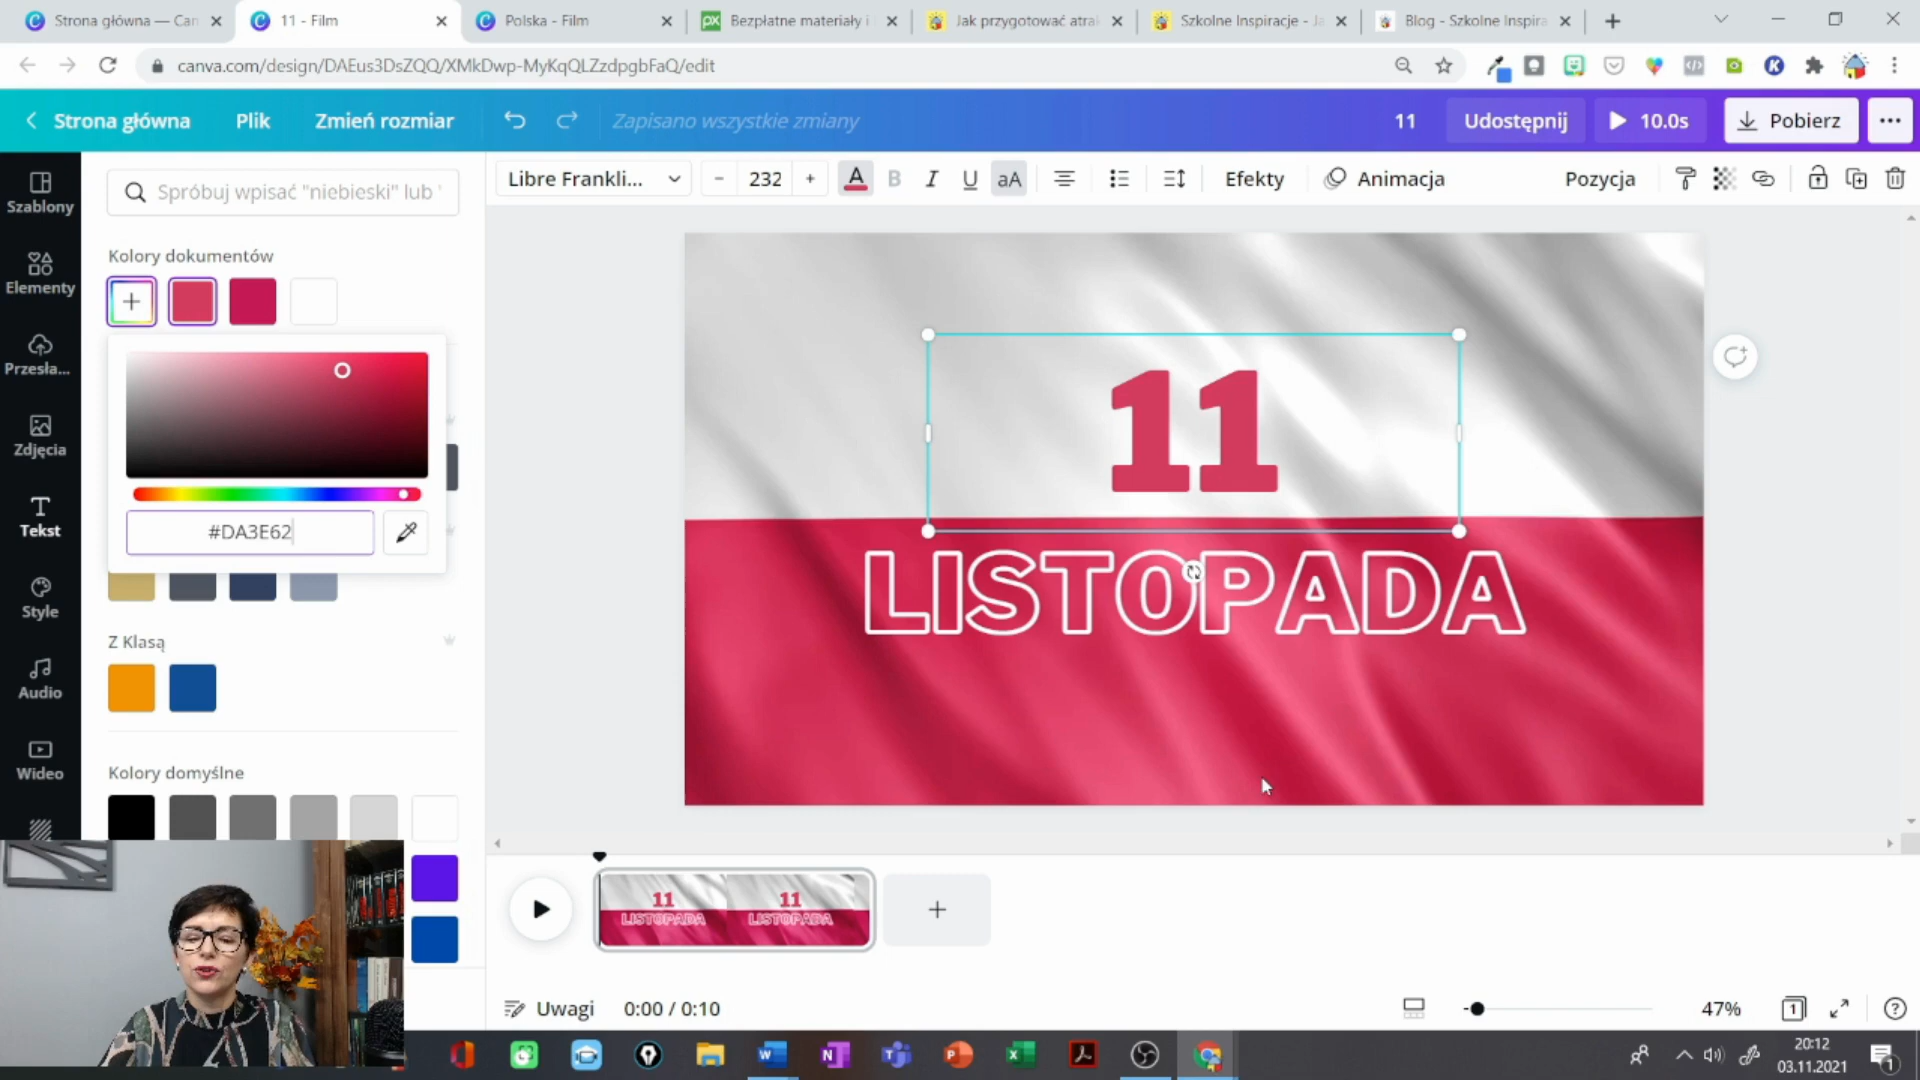 Strona główna — Can
11 - Film
Polska - Film
Bezpłatne materiały i
Jak przygotować atra
Szkolne Inspiracje - Ja
Blog - Szkolne Inspira
canva.com/design/DAEus3DsZQQ/XMkDwp-MyKqQLZzdpgbFaQ/edit
Strona główna
Plik
Zmień rozmiar
Zapisano wszystkie zmiany
11
Udostępnij
10.0s
Pobierz
Szablony
Elementy
Przesła...
Zdjęcia
Tekst
Style
Audio
Wideo
Spróbuj wpisać "niebieski" lub "
Libre Frankli...
232
A
B
I
U
aA
Efekty
Animacja
Pozycja
Kolory dokumentów
#DA3E62
Z Klasą
Kolory domyślne
11
LISTOPADA
11
LISTOPADA
11
LISTOPADA
Uwagi
0:00 / 0:10
47%
1
20:12
03.11.2021
1